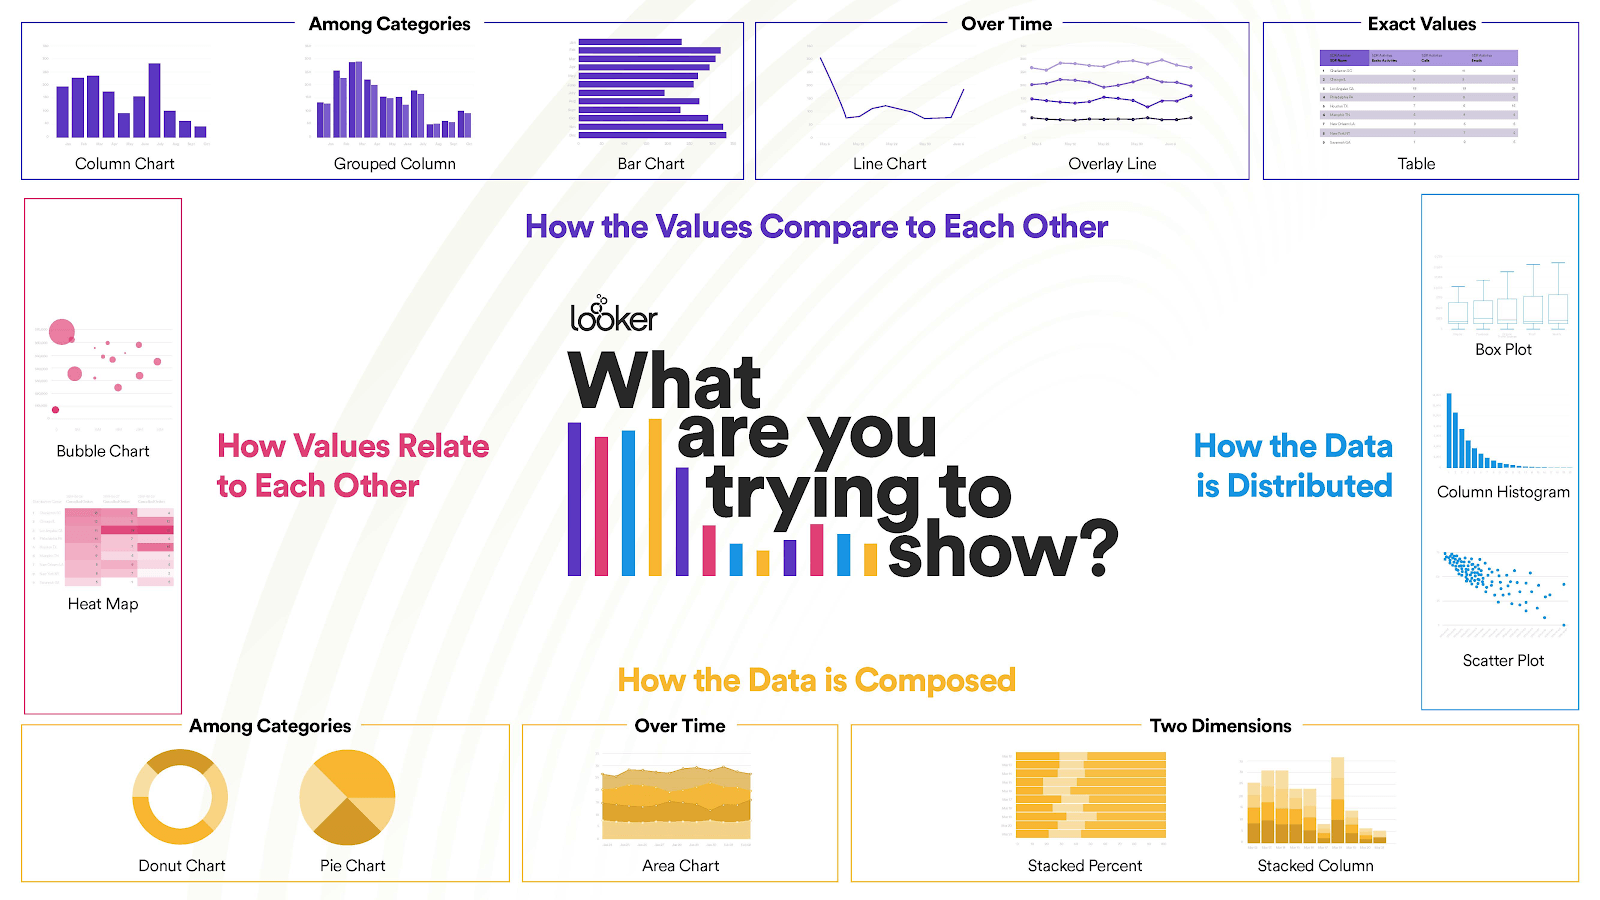 Among Categories
Over Time
Exact Values
Column Chart
Grouped Column
Bar Chart
Line Chart
Overlay Line
Table
How the Values Compare to Each Other
looker
What
are you
trying to
show?
Bubble Chart
Heat Map
How Values Relate
to Each Other
How the Data
is Distributed
Box Plot
Column Histogram
Scatter Plot
How the Data is Composed
Among Categories
Over Time
Two Dimensions
Donut Chart
Pie Chart
Area Chart
Stacked Percent
Stacked Column